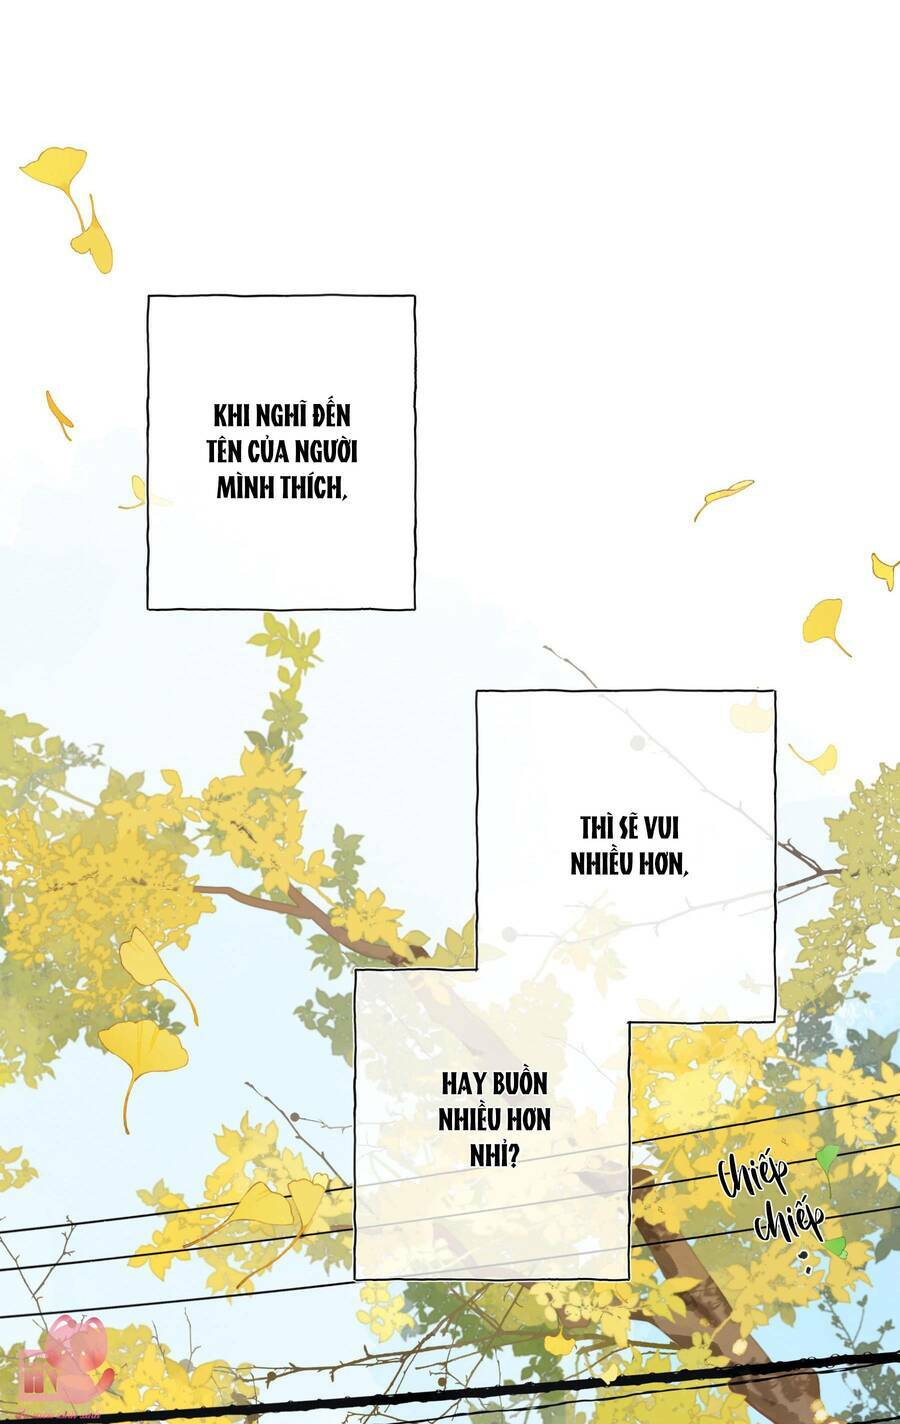 KHI NGHĨ ĐẾN
TÊN CỦA NGƯỜI
MÌNH THÍCH,
THÌ SẼ VUI
NHIỀU HƠN,
HAY BUỒN
NHIỀU HƠN
NHỈ?
chiếp
chiếp